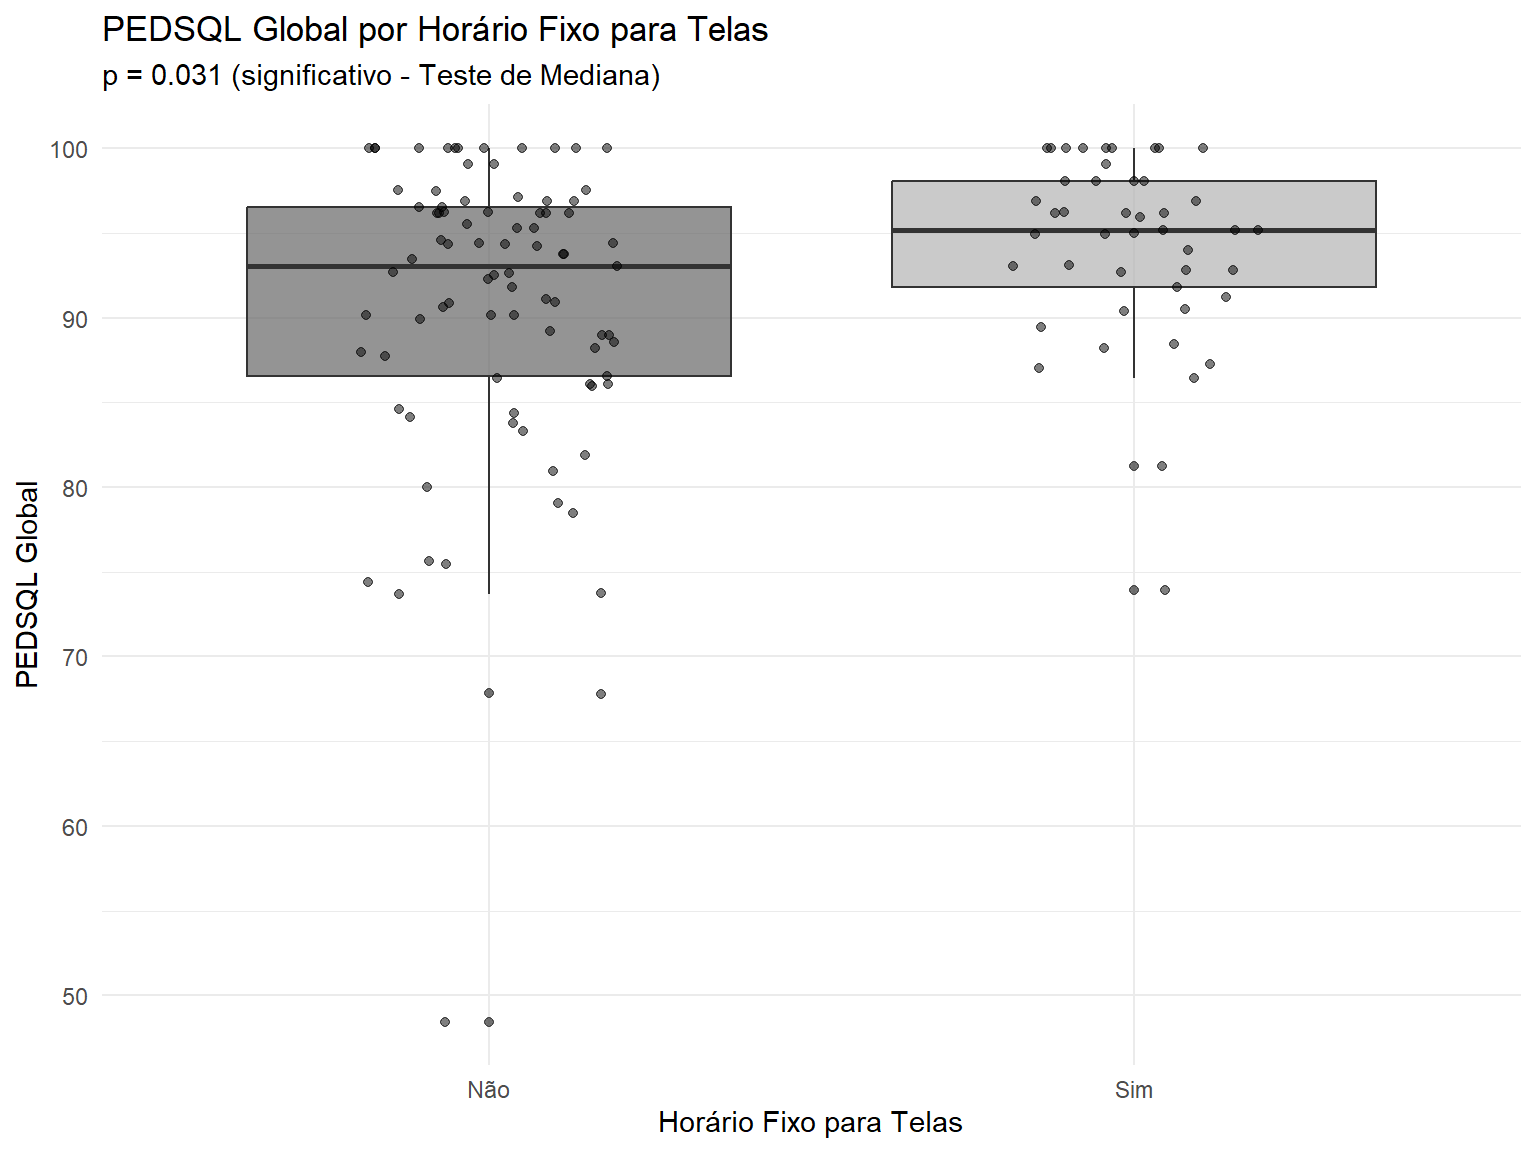 PEDSQL Global por Horário Fixo para Telas
p = 0.031 (significativo - Teste de Mediana)
PEDSQL Global
100
90
80
70
60
50
Não
Sim
Horário Fixo para Telas